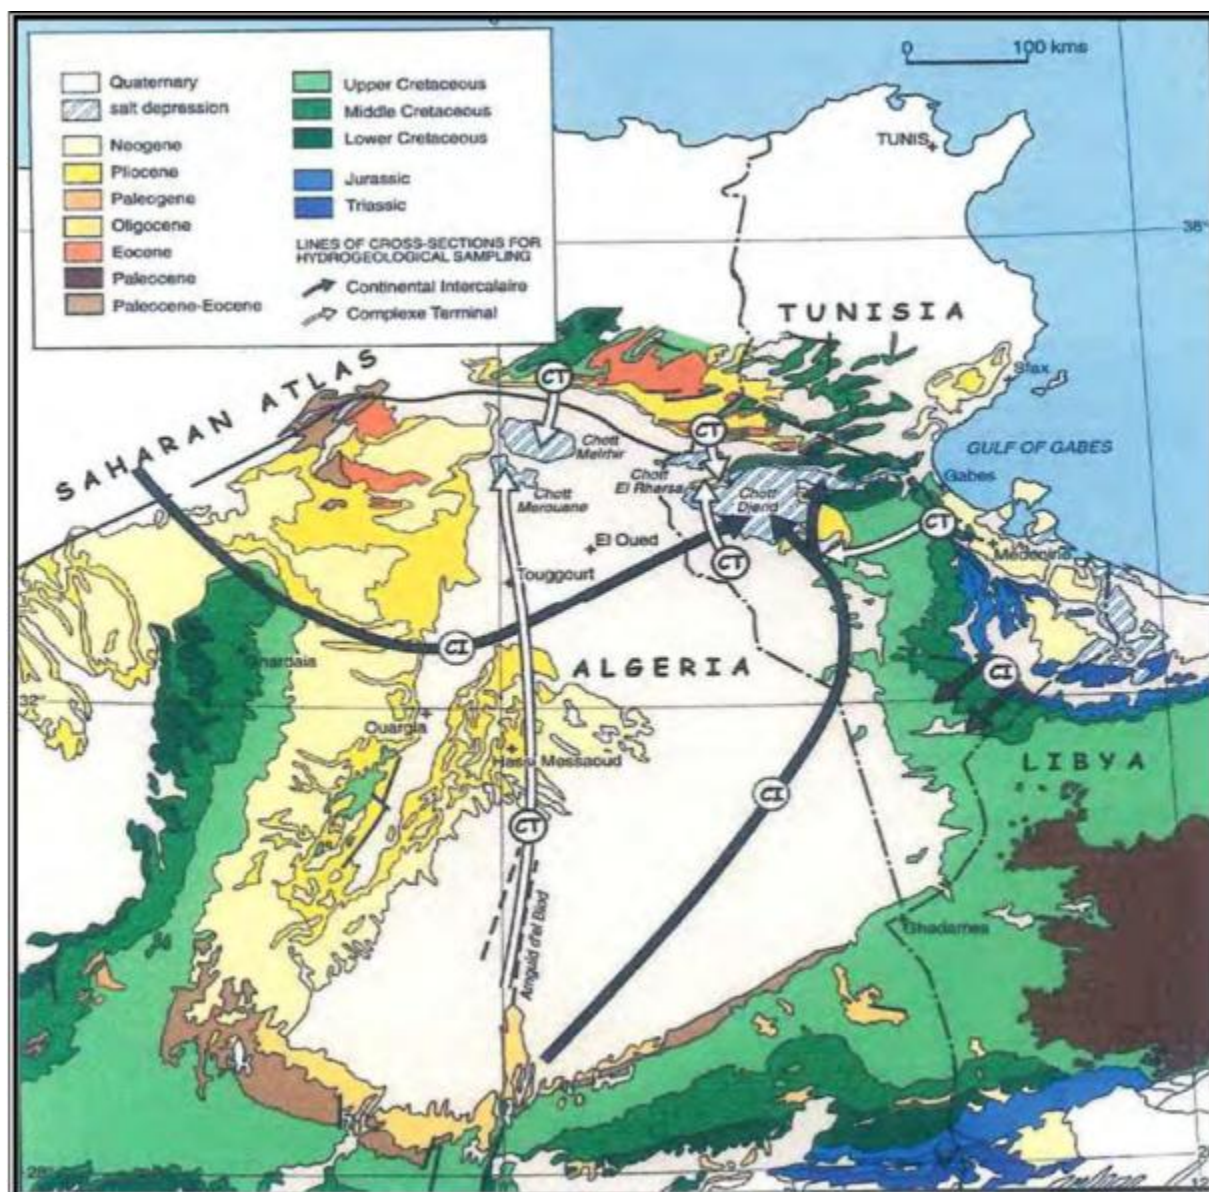 0 100 kms
Quaternary
salt depression
Neogene
Pliocene
Paleogene
Oligocene
Eocene
Paleocene
Paleocene-Eocene
Upper Cretaceous
Middle Cretaceous
Lower Cretaceous
Jurassic
Triassic
LINES OF CROSS-SECTIONS FOR
HYDROGEOLOGICAL SAMPLING
Continental Intercalaire
Complexe Terminal
TUNIS
TUNISIA
SAHARAN ATLAS
Sfax
CT
CT
Chott
Melrhir
GULF OF GABES
Chott
El Rharsa
Gabes
Chott
Merouane
Chott
Djerid
CT
El Oued
Medenine
CT
Touggourt
CI
Ghardaia
ALGERIA
CI
32°
Ouargla
Hassi Messaoud
LIBYA
CI
CT
Amguid d'el Biod
Ghadames
28°